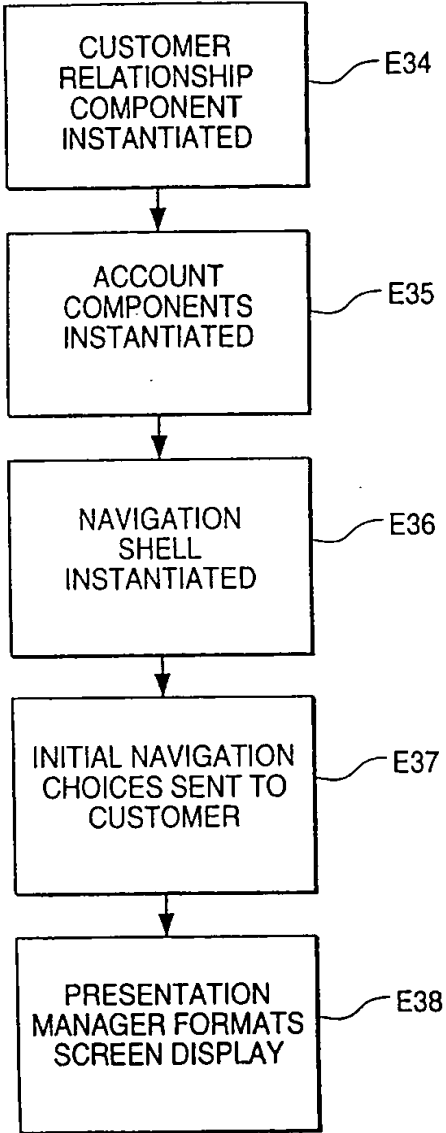 CUSTOMER
RELATIONSHIP
COMPONENT
INSTANTIATED
E34
ACCOUNT
COMPONENTS
INSTANTIATED
E35
NAVIGATION
SHELL
INSTANTIATED
E36
INITIAL NAVIGATION
CHOICES SENT TO
CUSTOMER
E37
PRESENTATION
MANAGER FORMATS
SCREEN DISPLAY
E38